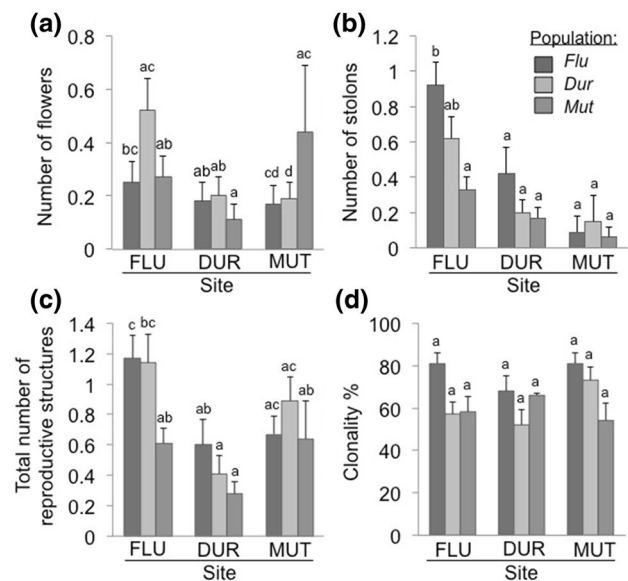 (a)
Number of flowers
0.8
0.6
0.4
0.2
0
bc
ac
ab
ab
ab
a
cd
d
ac
FLU DUR MUT
Site
(b)
Population:
Flu
Dur
Mut
Number of stolons
1.2
1
0.8
0.6
0.4
0.2
0
b
ab
a
a
a
a
a
a
a
FLU DUR MUT
Site
(c)
Total number of
reproductive structures
1.4
1.2
1
0.8
0.6
0.4
0.2
0
c
bc
ab
ab
a
a
ac
ac
ab
FLU DUR MUT
Site
(d)
Clonality %
100
80
60
40
20
0
a
a
a
a
a
a
a
a
a
FLU DUR MUT
Site